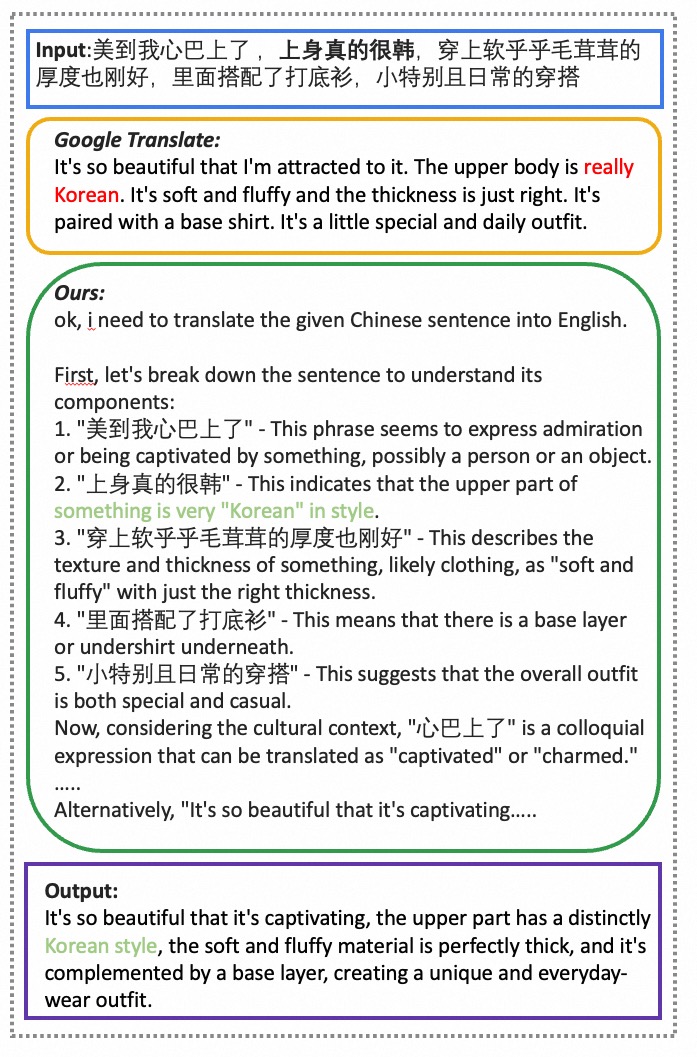 Input:美到我心巴上了 ，上身真的很韩，穿上软乎乎毛茸茸的
厚度也刚好，里面搭配了打底衫，小特别且日常的穿搭
Google Translate:
It's so beautiful that I'm attracted to it. The upper body is really
Korean. It's soft and fluffy and the thickness is just right. It's
paired with a base shirt. It's a little special and daily outfit.
Ours:
ok, i need to translate the given Chinese sentence into English.
First, let's break down the sentence to understand its
components:
1. "美到我心巴上了" - This phrase seems to express admiration
or being captivated by something, possibly a person or an object.
2. "上身真的很韩" - This indicates that the upper part of
something is very "Korean" in style.
3. "穿上软乎乎毛茸茸的厚度也刚好" - This describes the
texture and thickness of something, likely clothing, as "soft and
fluffy" with just the right thickness.
4. "里面搭配了打底衫" - This means that there is a base layer
or undershirt underneath.
5. "小特别且日常的穿搭" - This suggests that the overall outfit
is both special and casual.
Now, considering the cultural context, "心巴上了" is a colloquial
expression that can be translated as "captivated" or "charmed."
…..
Alternatively, "It's so beautiful that it's captivating…..
Output:
It's so beautiful that it's captivating, the upper part has a distinctly
Korean style, the soft and fluffy material is perfectly thick, and it's
complemented by a base layer, creating a unique and everyday-
wear outfit.